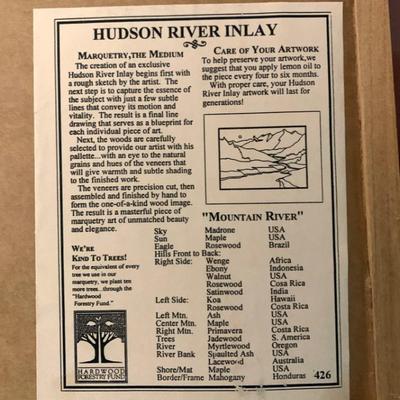 HUDSON RIVER INLAY
MARQUETRY, THE MEDIUM
The creation of an exclusive
Hudson River Inlay begins first with
a rough sketch by the artist. The
next step is to capture the essence of
the subject with just a few subtle
lines that convey its motion and
vitality. The result is a final line
drawing that serves as a blueprint for
each individual piece of art.
Next, the woods are carefully
selected to provide our artist with his
pallette...with an eye to the natural
grains and hues of the veneers that
will give warmth and subtle shading
to the finished work.
The veneers are precision cut, then
assembled and finished by hand to
form the one-of-a-kind wood image.
The result is a masterful piece of
marquetry art of unmatched beauty
and elegance.
WE'RE
KIND TO TREES!
For the equivalent of every
tree we use in our
marquetry, we plant ten
more trees...through the
"Hardwood
Forestry Fund."
HARDWOOD
FORESTRY FUND
CARE OF YOUR ARTWORK
To help preserve your artwork,we
suggest that you apply lemon oil to
the piece every four to six months.
With proper care, your Hudson
River Inlay artwork will last for
generations!
"MOUNTAIN RIVER"
Sky Madrone USA
Sun Maple USA
Eagle Rosewood Brazil
Hills Front to Back:
Right Side: Wenge Africa
Ebony Indonesia
Walnut USA
Rosewood Cosa Rica
Satinwood India
Left Side: Koa Hawaii
Rosewood Costa Rica
Left Mtn. Ash USA
Center Mtn. Maple USA
Right Mtn. Primavera Costa Rica
Trees Jadewood S. America
River Myrtlewood Oregon
River Bank Spaulted Ash USA
Lacewood Australia
Shore/Mat Maple USA
Border/Frame Mahogany Honduras 426